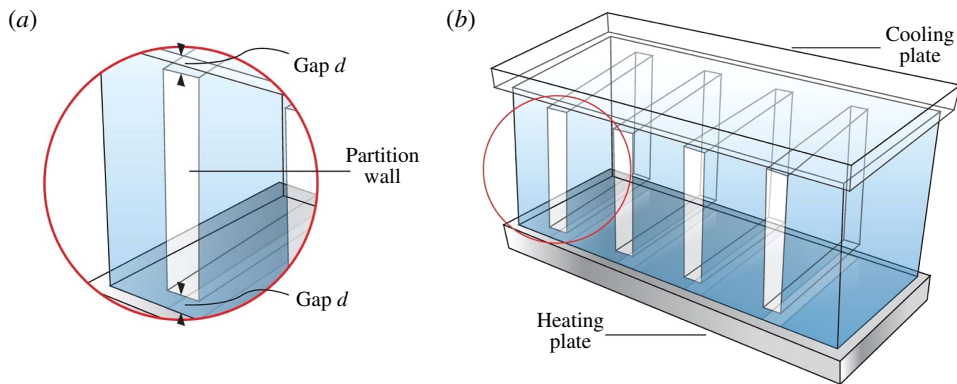 (a)
Gap d
Partition
wall
Gap d
(b)
Cooling
plate
Heating
plate